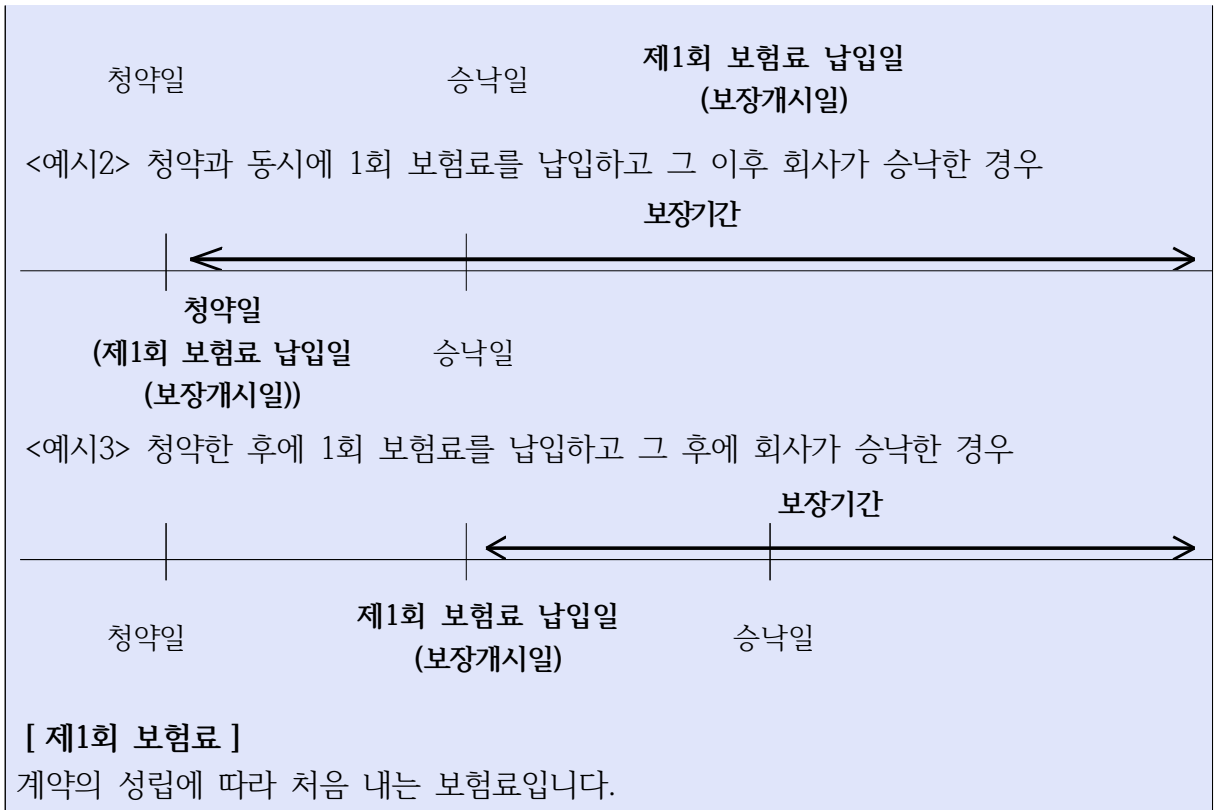 청약일 승낙일 제1회 보험료 납입일
(보장개시일)
<예시2> 청약과 동시에 1회 보험료를 납입하고 그 이후 회사가 승낙한 경우
보장기간
청약일
(제1회 보험료 납입일 승낙일
(보장개시일))
<예시3> 청약한 후에 1회 보험료를 납입하고 그 후에 회사가 승낙한 경우
보장기간
청약일 제1회 보험료 납입일 승낙일
(보장개시일)
[ 제1회 보험료 ]
계약의 성립에 따라 처음 내는 보험료입니다.